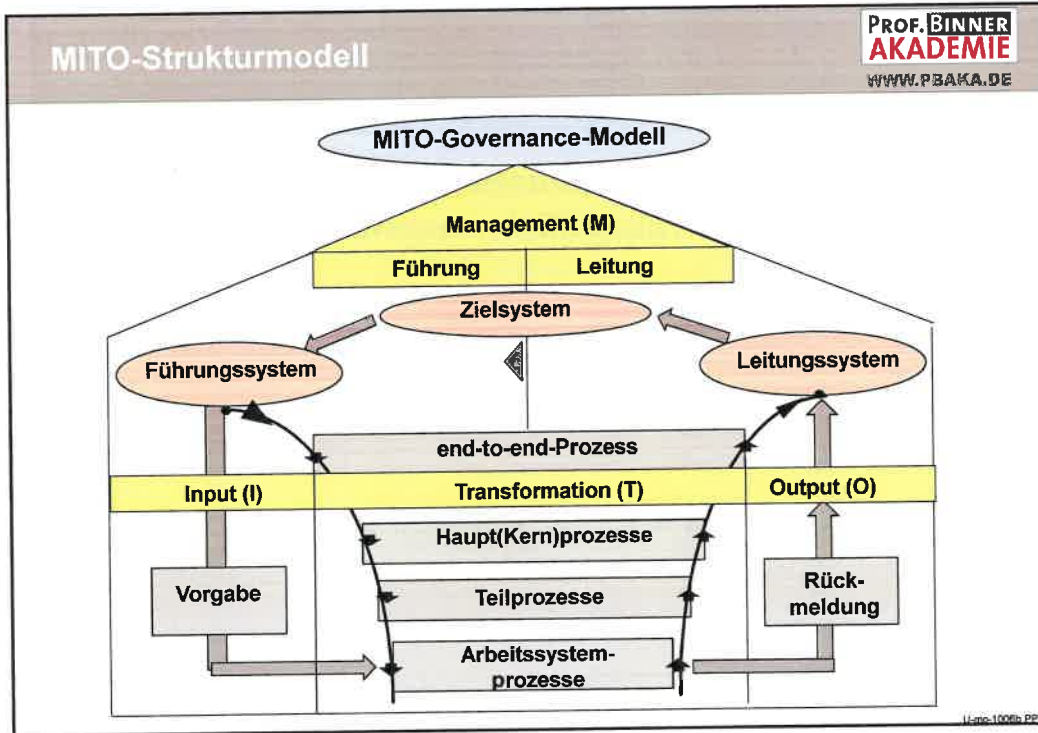 MITO-Strukturmodell
PROF. BINNER
AKADEMIE
WWW.PBAKA.DE
MITO-Governance-Modell
Management (M)
Führung
Leitung
Zielsystem
Führungssystem
Leitungssystem
end-to-end-Prozess
Input (I)
Transformation (T)
Output (O)
Haupt(Kern)prozesse
Vorgabe
Teilprozesse
Rück-
meldung
Arbeitssystem-
prozesse